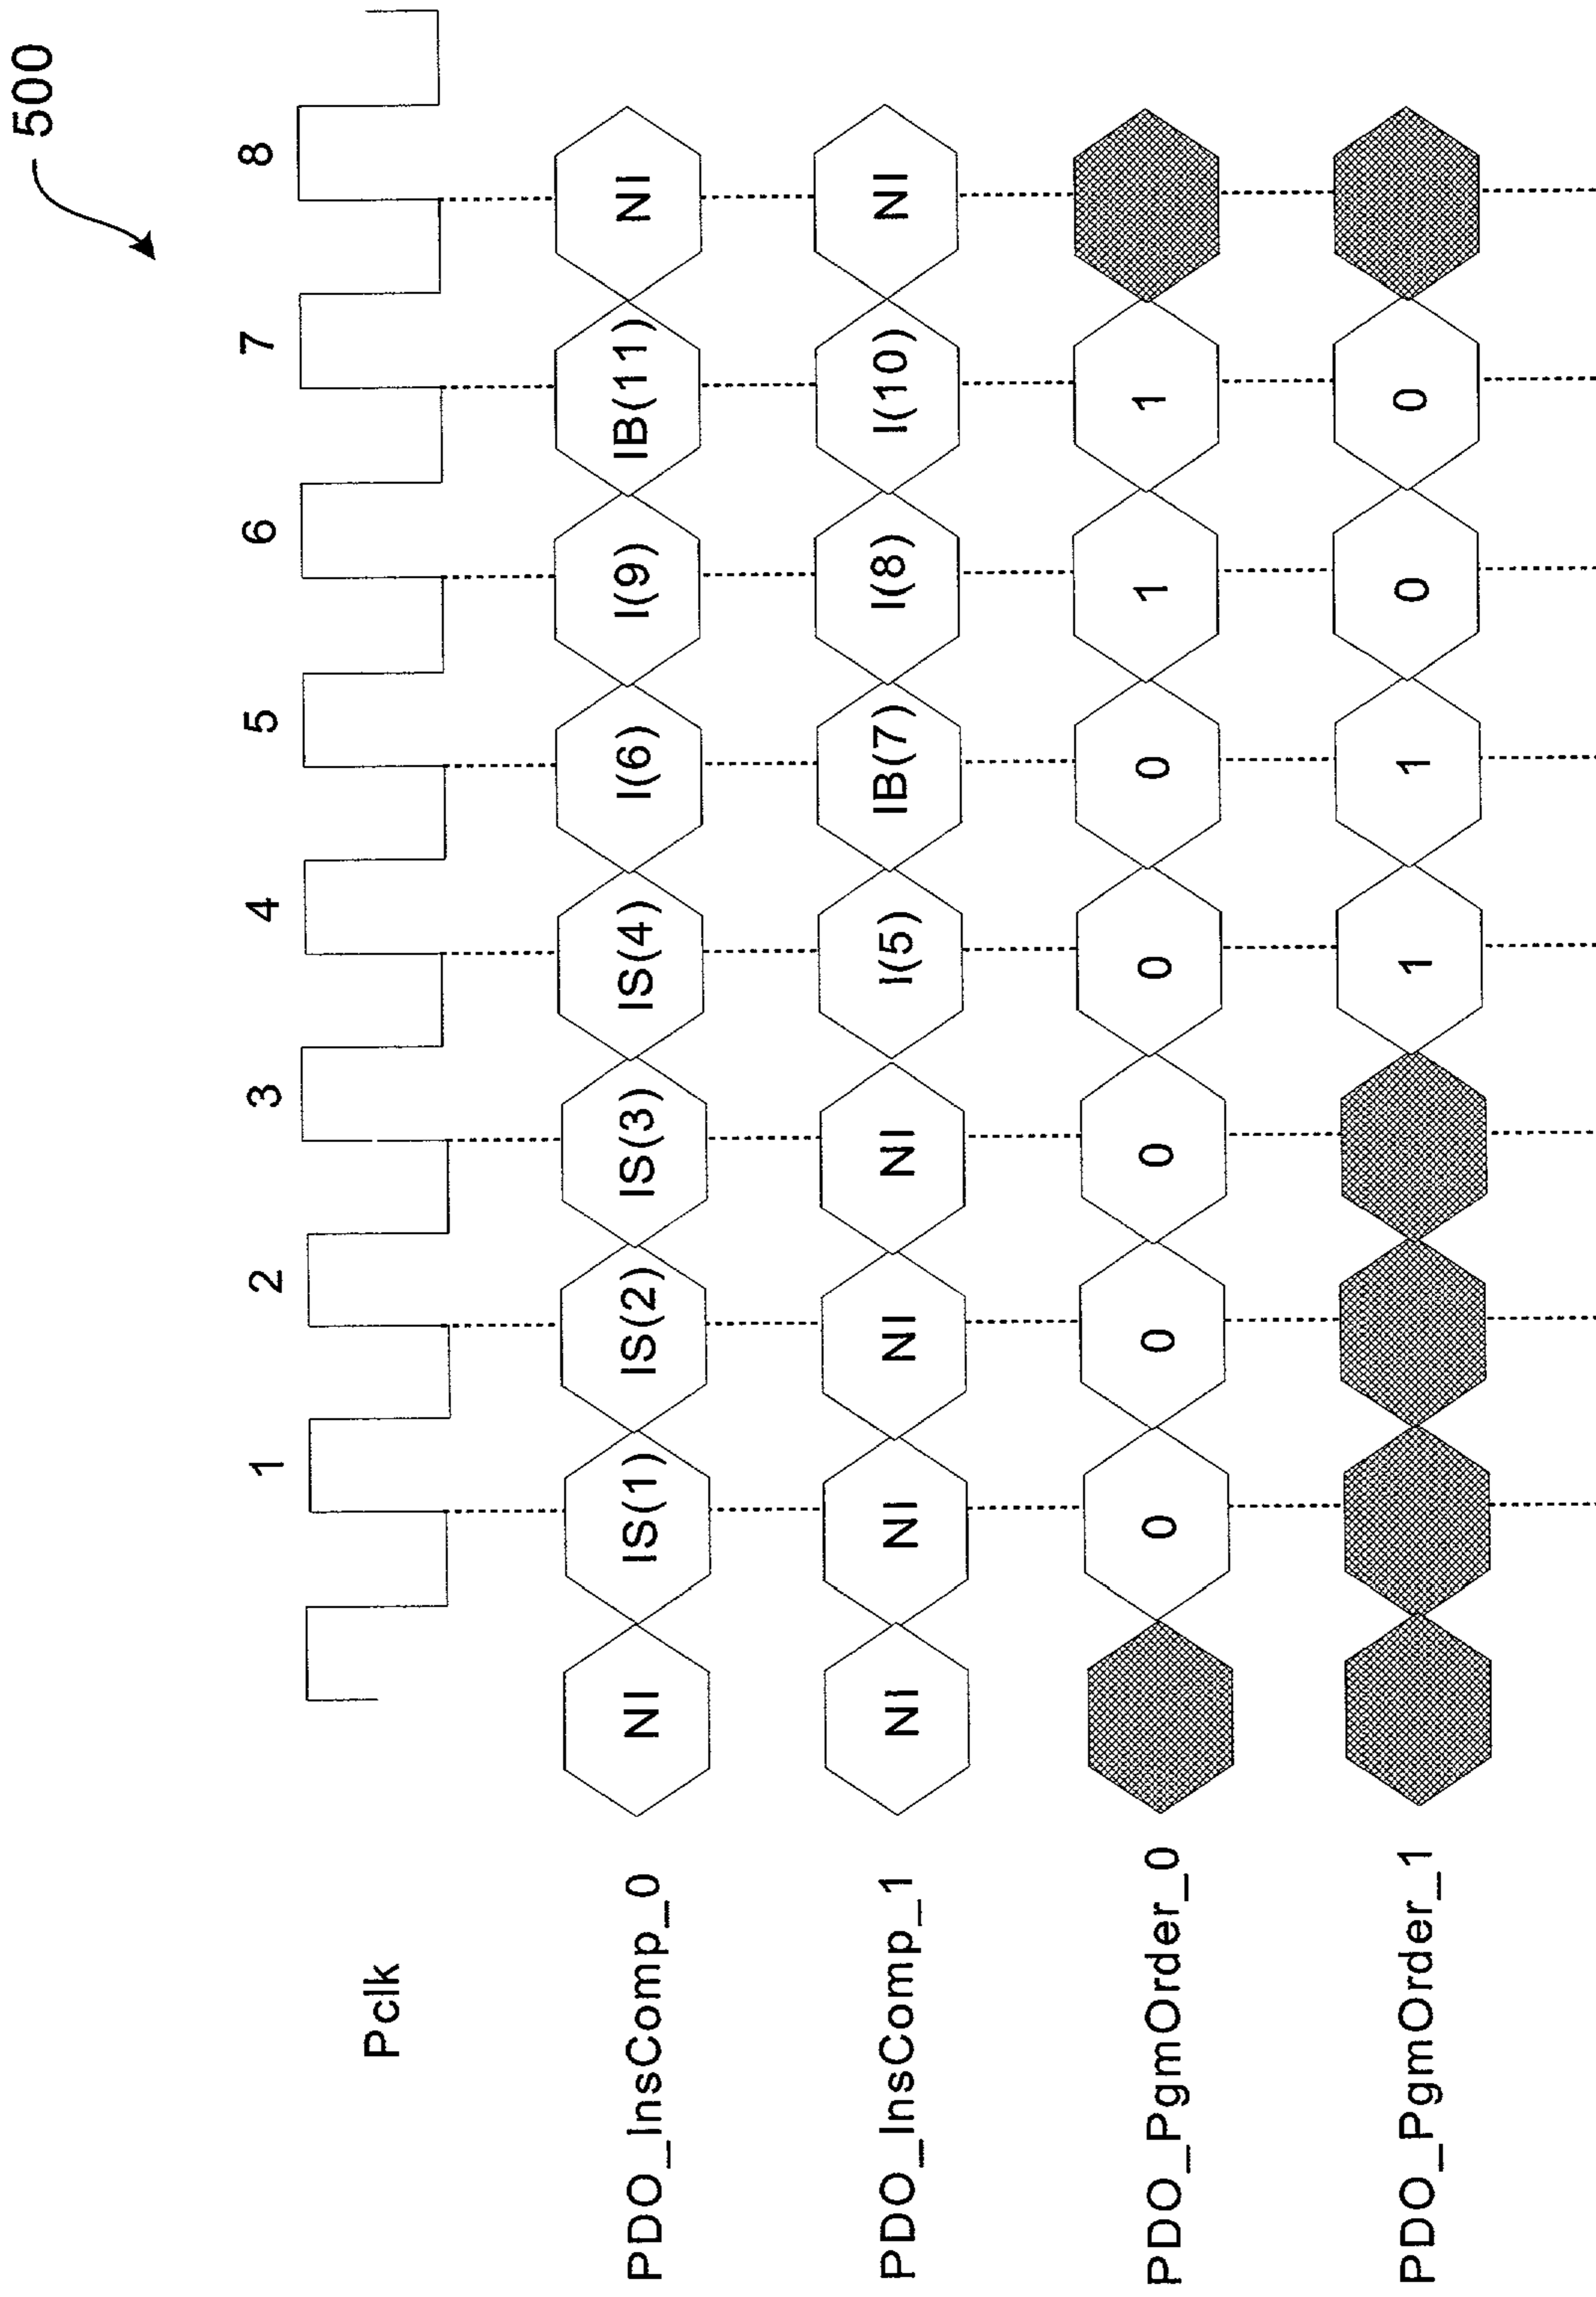 500
1 2 3 4 5 6 7 8
Pclk
PDO_InsComp_0 NI IS(1) IS(2) IS(3) IS(4) I(6) I(9) IB(11) NI
PDO_InsComp_1 NI NI NI NI I(5) IB(7) I(8) I(10) NI
PDO_PgmOrder_0 0 0 0 0 0 1 1
PDO_PgmOrder_1 1 1 0 0